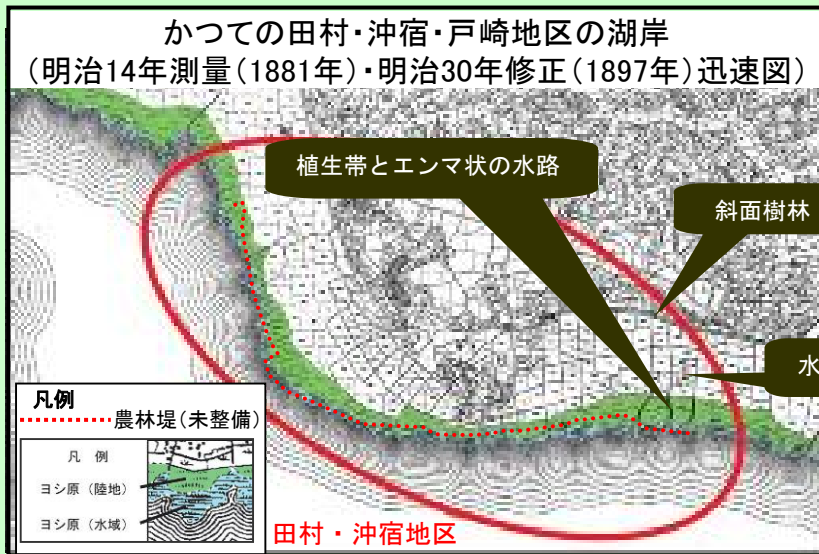 かつての田村・沖宿・戸崎地区の湖岸
（明治14年測量（1881年）・明治30年修正（1897年）迅速図）
植生帯とエンマ状の水路
斜面樹林
水
凡例
農林堤（未整備）
凡 例
ヨシ原（陸地）
ヨシ原（水域）
田村・沖宿地区